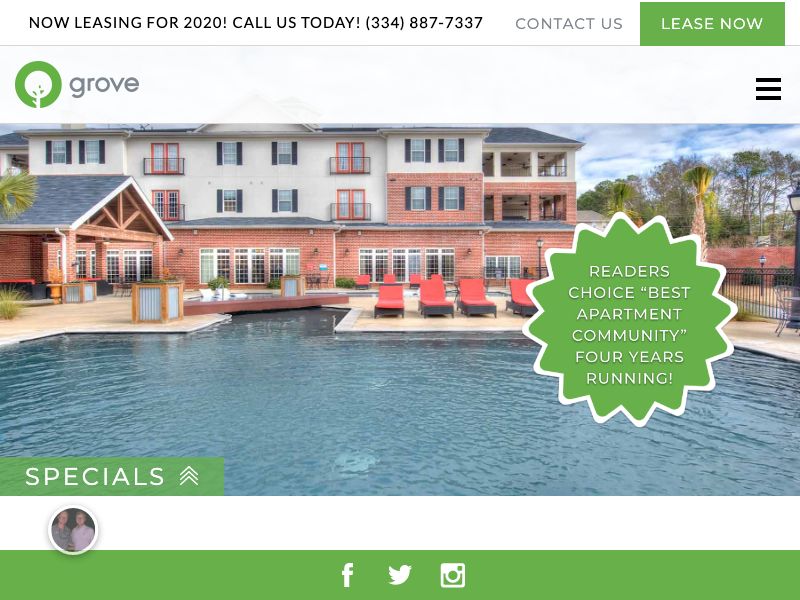 NOW LEASING FOR 2020! CALL US TODAY! (334) 887-7337
CONTACT US
LEASE NOW
grove
READERS
CHOICE “BEST
APARTMENT
COMMUNITY”
FOUR YEARS
RUNNING!
SPECIALS